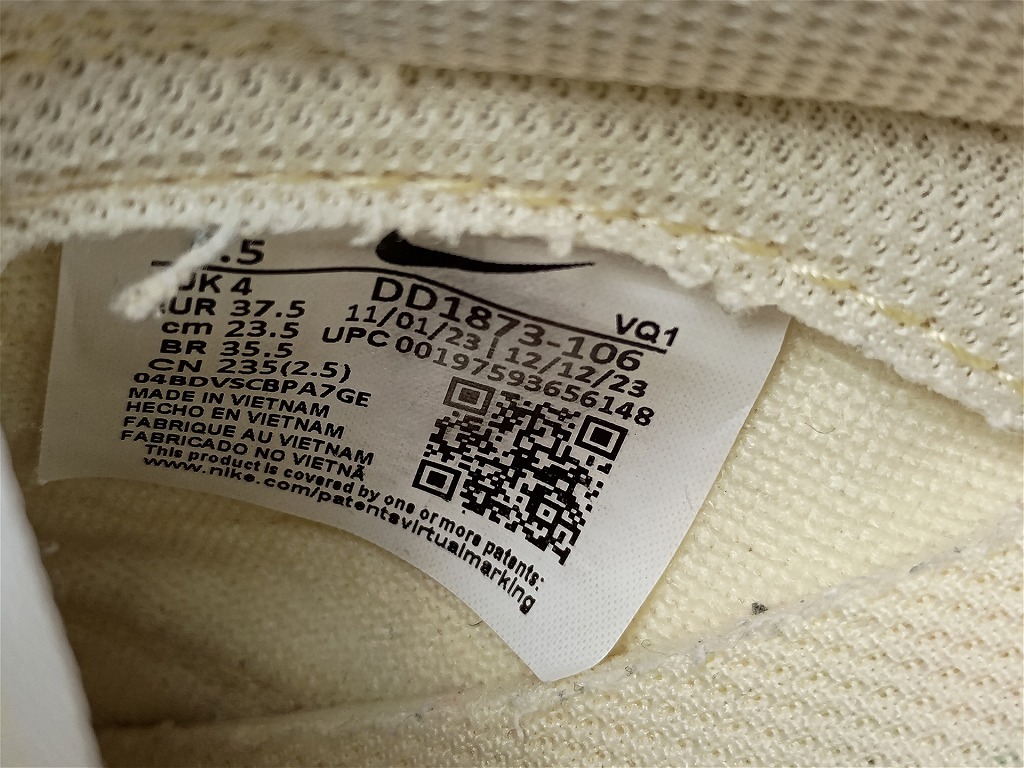 .5
UK 4
EUR 37.5
cm 23.5
BR 35.5
CN 235(2.5)
04BDVSCBPA7GE
MADE IN VIETNAM
HECHO EN VIETNAM
FABRIQUE AU VIETNAM
FABRICADO NO VIETNÃ
This product is covered by one or more patents:
www.nike.com/patentsvirtualmarking
DD1873-106
VQ1
11/01/23 | 12/12/23
UPC 00197593656148